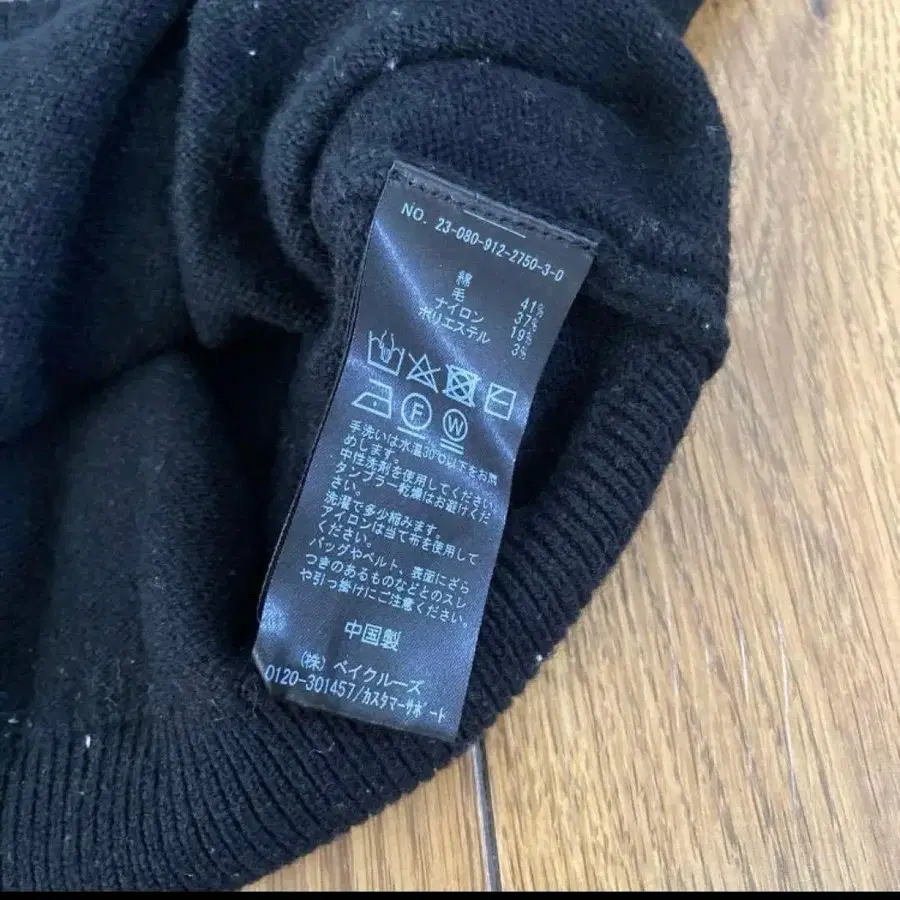 NO. 23-080-912-2750-3-0
綿 41%
毛 37%
ナイロン 19%
ポリエステル 3%
F W
手洗いは水温30℃以下をお薦
めします。
中性洗剤を使用してください。
タンブラー乾燥はお避けくだ
さい。
洗濯で多少縮みます。
アイロンは当て布を使用して
ください。
バッグやベルト、表面にざら
つきのあるものなどとのスレ
や引っ掛けにご注意ください。
中国製
(株)ベイクルーズ
0120-301457/カスタマーサポート